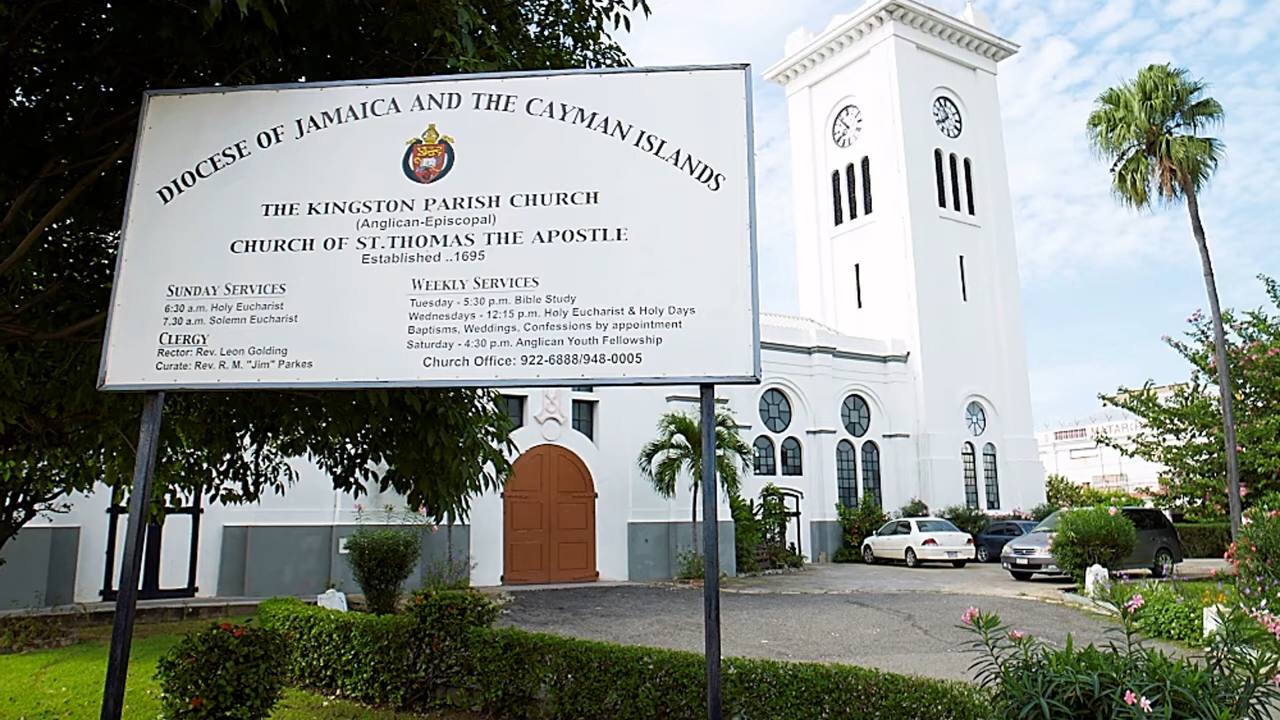 DIOCESE OF JAMAICA AND THE CAYMAN ISLANDS
THE KINGSTON PARISH CHURCH
(Anglican-Episcopal)
CHURCH OF ST.THOMAS THE APOSTLE
Established ..1695
SUNDAY SERVICES
6:30 a.m. Holy Eucharist
7.30 a.m. Solemn Eucharist
CLERGY
Rector: Rev. Leon Golding
Curate: Rev. R. M. "Jim" Parkes
WEEKLY SERVICES
Tuesday - 5:30 p.m. Bible Study
Wednesdays - 12:15 p.m. Holy Eucharist & Holy Days
Baptisms, Weddings, Confessions by appointment
Saturday - 4:30 p.m. Anglican Youth Fellowship
Church Office: 922-6888/948-0005